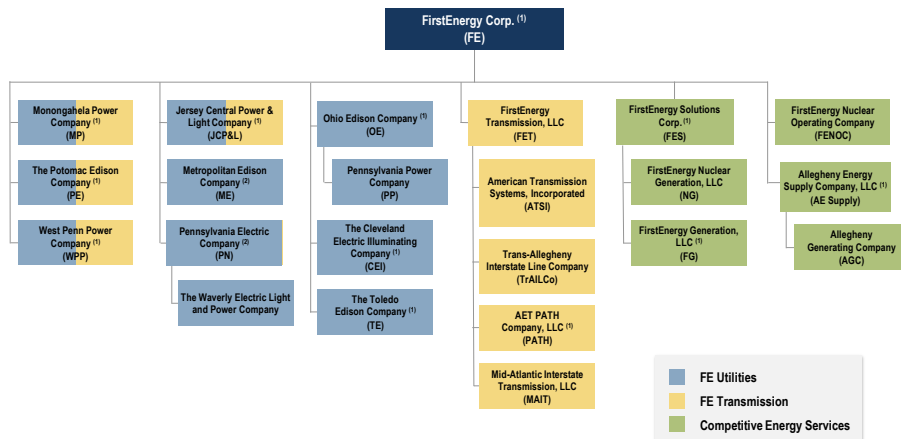 FirstEnergy Corp. (1)
(FE)
Monongahela Power
Company (1)
(MP)
The Potomac Edison
Company (1)
(PE)
West Penn Power
Company (1)
(WPP)
Jersey Central Power &
Light Company (1)
(JCP&L)
Metropolitan Edison
Company (2)
(ME)
Pennsylvania Electric
Company (2)
(PN)
The Waverly Electric Light
and Power Company
Ohio Edison Company (1)
(OE)
Pennsylvania Power
Company
(PP)
The Cleveland
Electric Illuminating
Company (1)
(CEI)
The Toledo
Edison Company (1)
(TE)
FirstEnergy
Transmission, LLC
(FET)
American Transmission
Systems, Incorporated
(ATSI)
Trans-Allegheny
Interstate Line Company
(TrAILCo)
AET PATH
Company, LLC (1)
(PATH)
Mid-Atlantic Interstate
Transmission, LLC
(MAIT)
FirstEnergy Solutions
Corp. (1)
(FES)
FirstEnergy Nuclear
Generation, LLC
(NG)
FirstEnergy Generation,
LLC (1)
(FG)
FirstEnergy Nuclear
Operating Company
(FENOC)
Allegheny Energy
Supply Company, LLC (1)
(AE Supply)
Allegheny
Generating Company
(AGC)
FE Utilities
FE Transmission
Competitive Energy Services